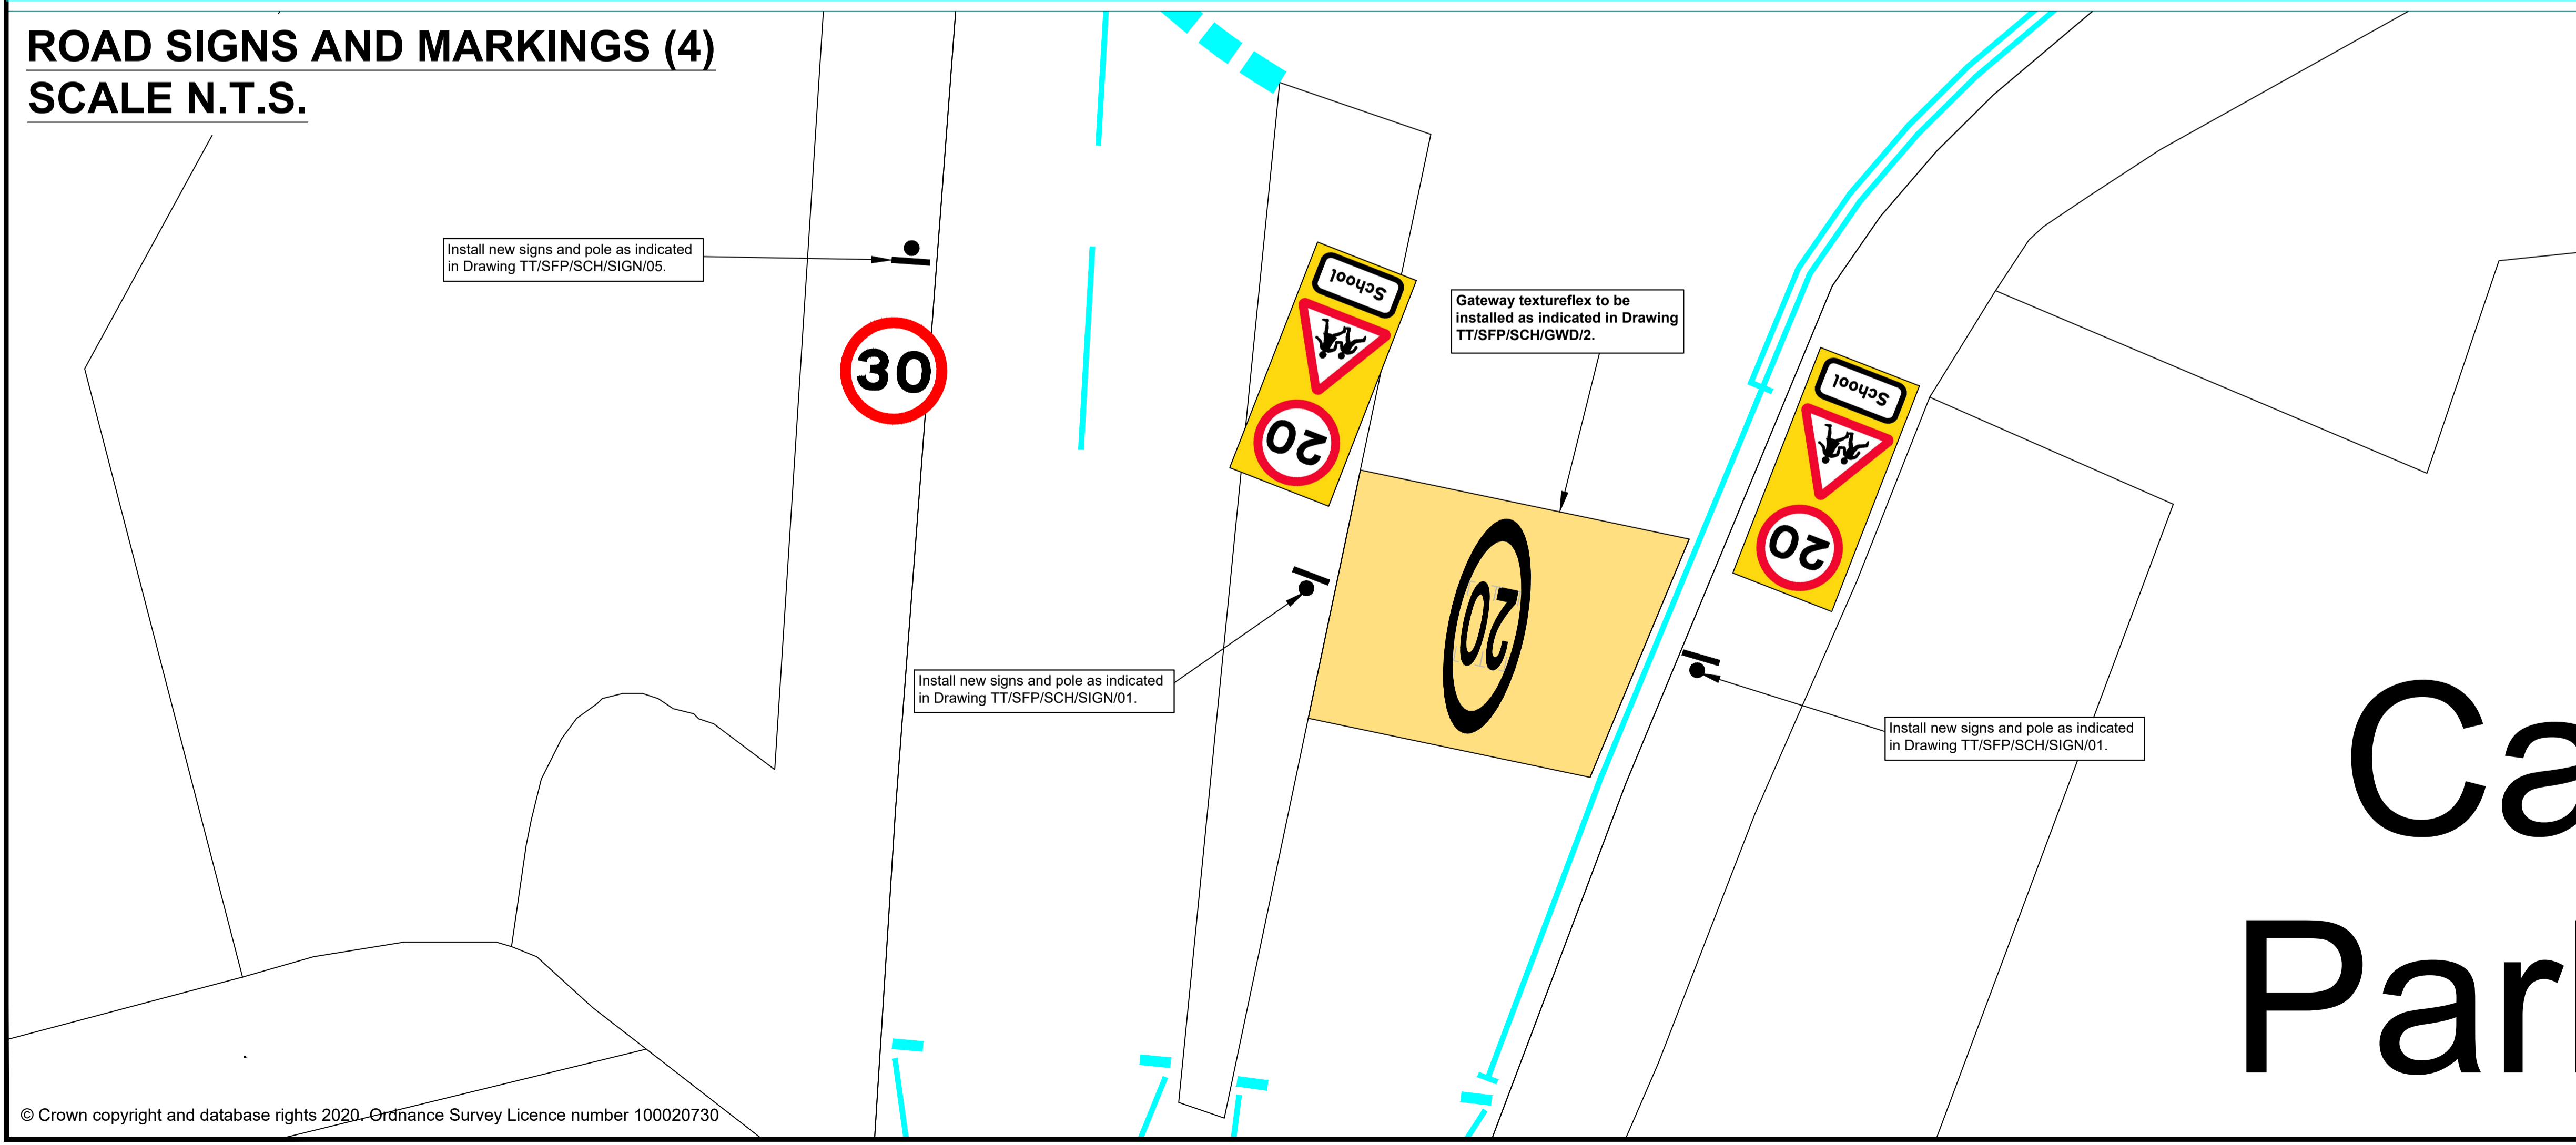 ROAD SIGNS AND MARKINGS (4)
SCALE N.T.S.
Install new signs and pole as indicated
in Drawing TT/SFP/SCH/SIGN/05.
30
School
20
Gateway textureflex to be
installed as indicated in Drawing
TT/SFP/SCH/GWD/2.
School
20
20
Install new signs and pole as indicated
in Drawing TT/SFP/SCH/SIGN/01.
Install new signs and pole as indicated
in Drawing TT/SFP/SCH/SIGN/01.
Ca
Par
© Crown copyright and database rights 2020. Ordnance Survey Licence number 100020730